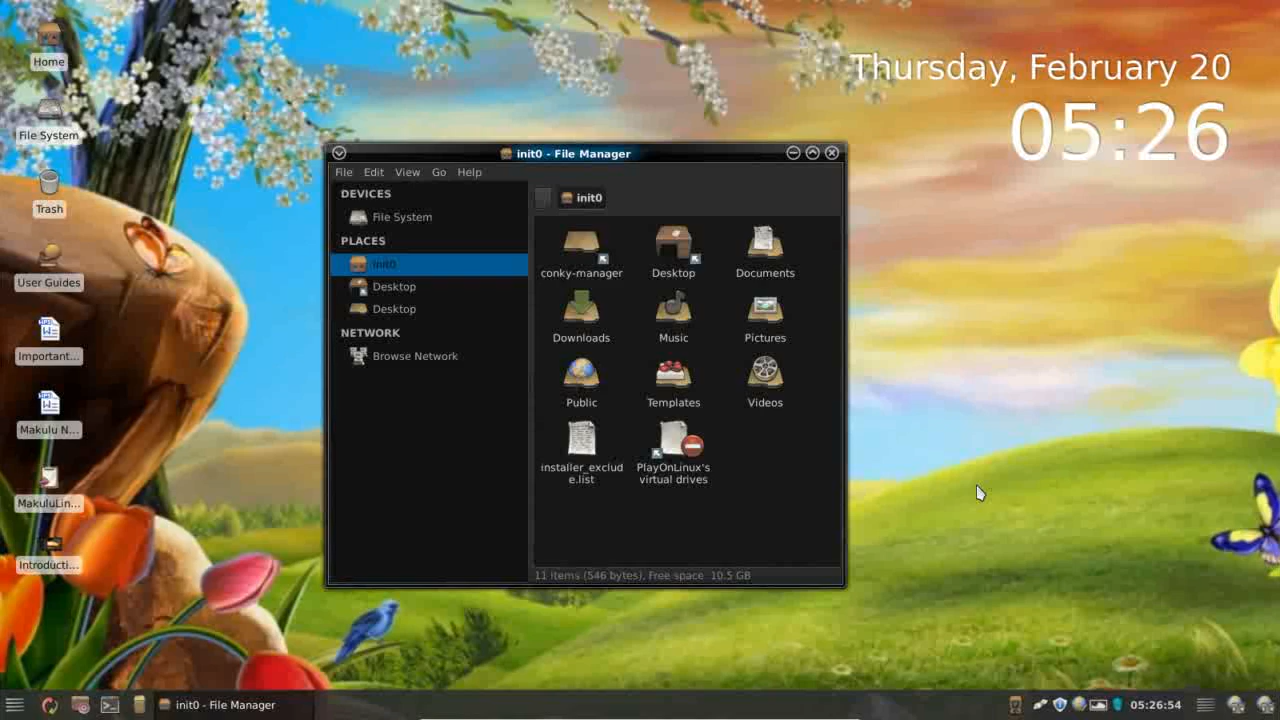 Home
File System
Trash
User Guides
Important...
Makulu N...
MakuluLin...
Introducti...
Thursday, February 20
05:26
init0 - File Manager
File Edit View Go Help
DEVICES
File System
PLACES
init0
Desktop
Desktop
NETWORK
Browse Network
init0
conky-manager
Desktop
Documents
Downloads
Music
Pictures
Public
Templates
Videos
installer_exclud
e.list
PlayOnLinux's
virtual drives
11 items (546 bytes), Free space 10.5 GB
init0 - File Manager
05:26:54